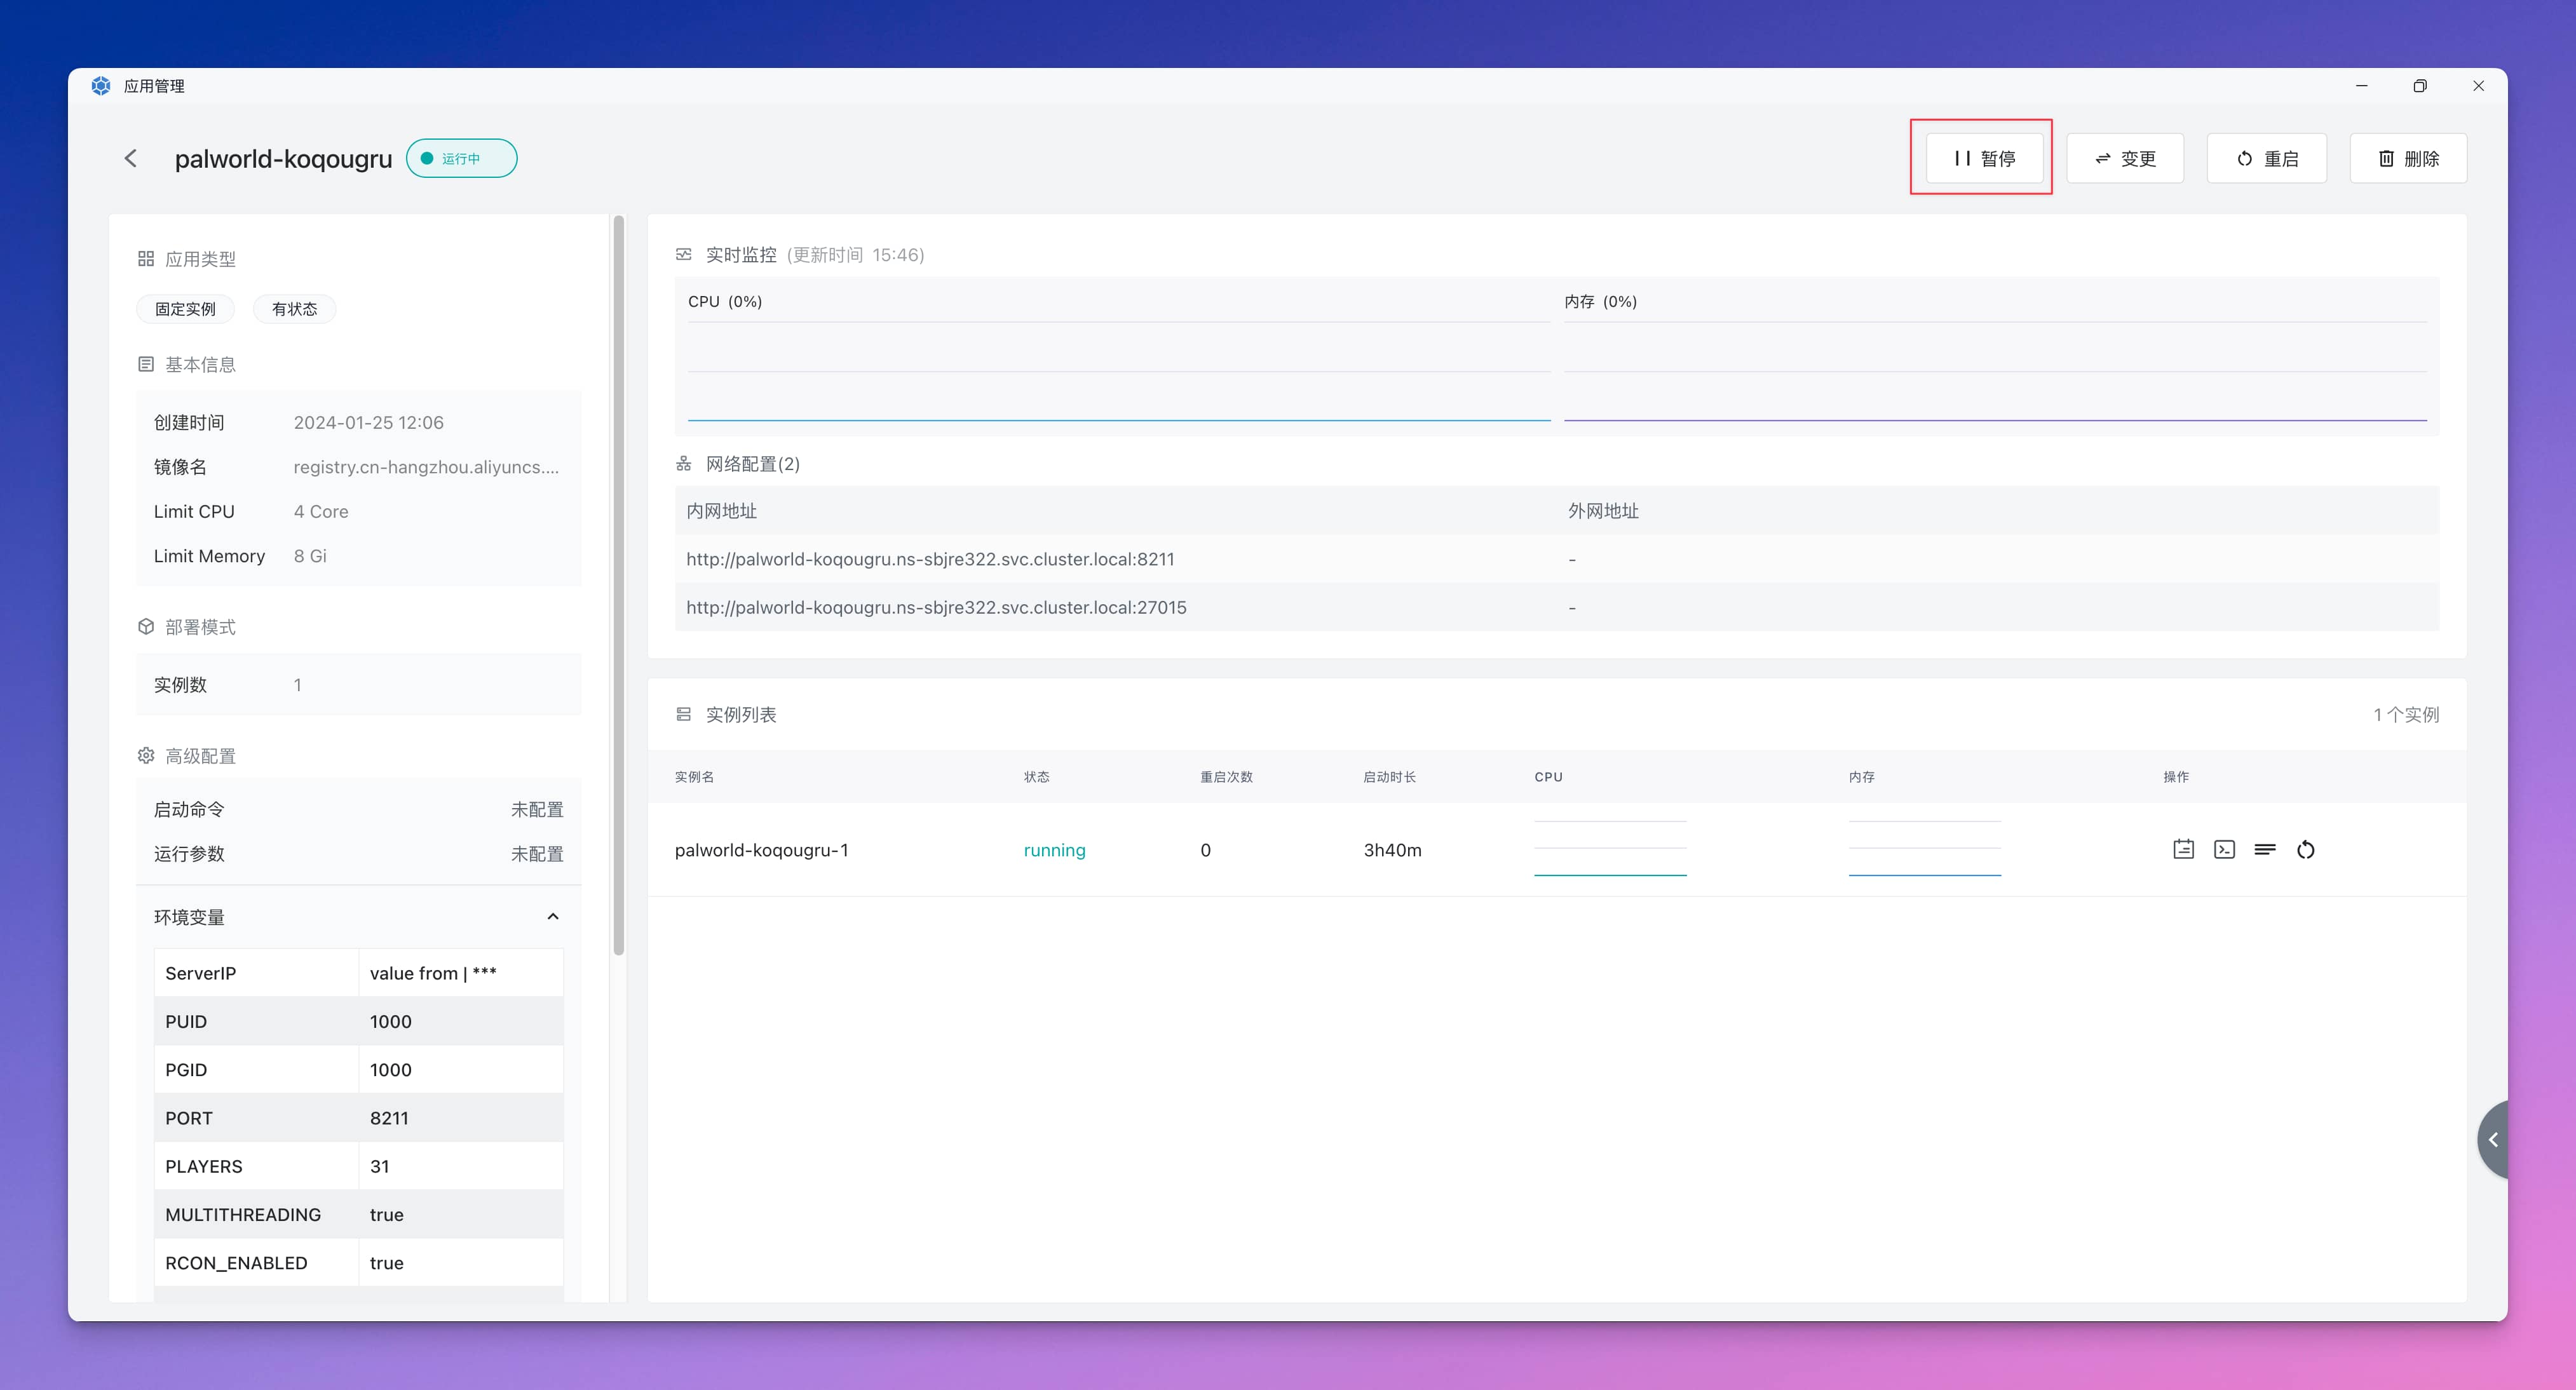 应用管理
palworld-koqougru
运行中
暂停
变更
重启
删除
应用类型
固定实例
有状态
基本信息
创建时间 2024-01-25 12:06
镜像名 registry.cn-hangzhou.aliyuncs....
Limit CPU 4 Core
Limit Memory 8 Gi
部署模式
实例数 1
高级配置
启动命令 未配置
运行参数 未配置
环境变量
ServerIP value from | ***
PUID 1000
PGID 1000
PORT 8211
PLAYERS 31
MULTITHREADING true
RCON_ENABLED true
实时监控 (更新时间 15:46)
CPU (0%)
内存 (0%)
网络配置(2)
内网地址 外网地址
http://palworld-koqougru.ns-sbjre322.svc.cluster.local:8211 -
http://palworld-koqougru.ns-sbjre322.svc.cluster.local:27015 -
实例列表
1 个实例
实例名 状态 重启次数 启动时长 CPU 内存 操作
palworld-koqougru-1 running 0 3h40m